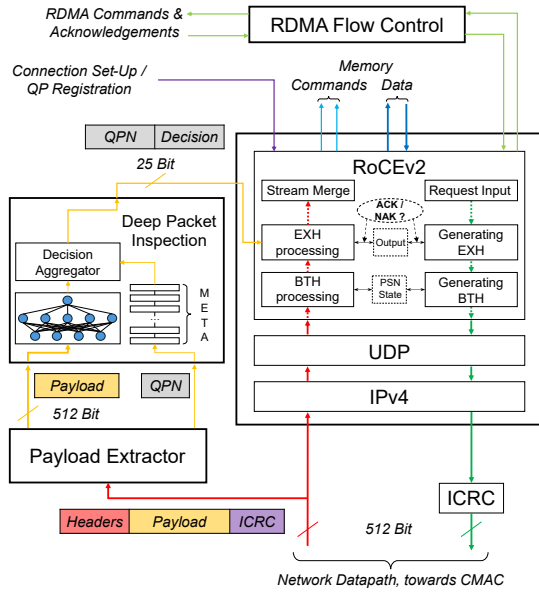 RDMA Commands &
Acknowledgements
RDMA Flow Control
Connection Set-Up /
QP Registration
Memory
Commands Data
QPN Decision
25 Bit
RoCEv2
Stream Merge
ACK /
NAK ?
Request Input
Deep Packet
Inspection
Decision
Aggregator
EXH
processing
Output
Generating
EXH
BTH
processing
PSN
State
Generating
BTH
...
...
M
E
T
A
UDP
Payload
QPN
IPv4
512 Bit
Payload Extractor
ICRC
Headers Payload ICRC
512 Bit
Network Datapath, towards CMAC